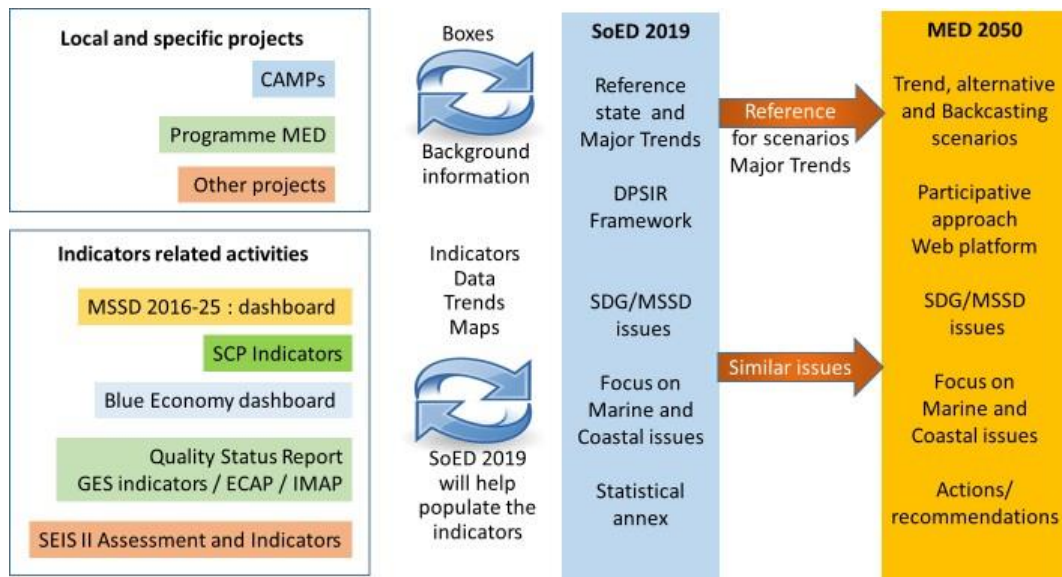 Local and specific projects
CAMPs
Programme MED
Other projects
Indicators related activities
MSSD 2016-25 : dashboard
SCP Indicators
Blue Economy dashboard
Quality Status Report
GES indicators / ECAP / IMAP
SEIS II Assessment and Indicators
Boxes
Background
information
Indicators
Data
Trends
Maps
SoED 2019
will help
populate the
indicators
SoED 2019
Reference
state and
Major Trends
DPSIR
Framework
SDG/MSSD
issues
Focus on
Marine and
Coastal issues
Statistical
annex
Reference
for scenarios
Major Trends
Similar issues
MED 2050
Trend, alternative
and Backcasting
scenarios
Participative
approach
Web platform
SDG/MSSD
issues
Focus on
Marine and
Coastal issues
Actions/
recommendations